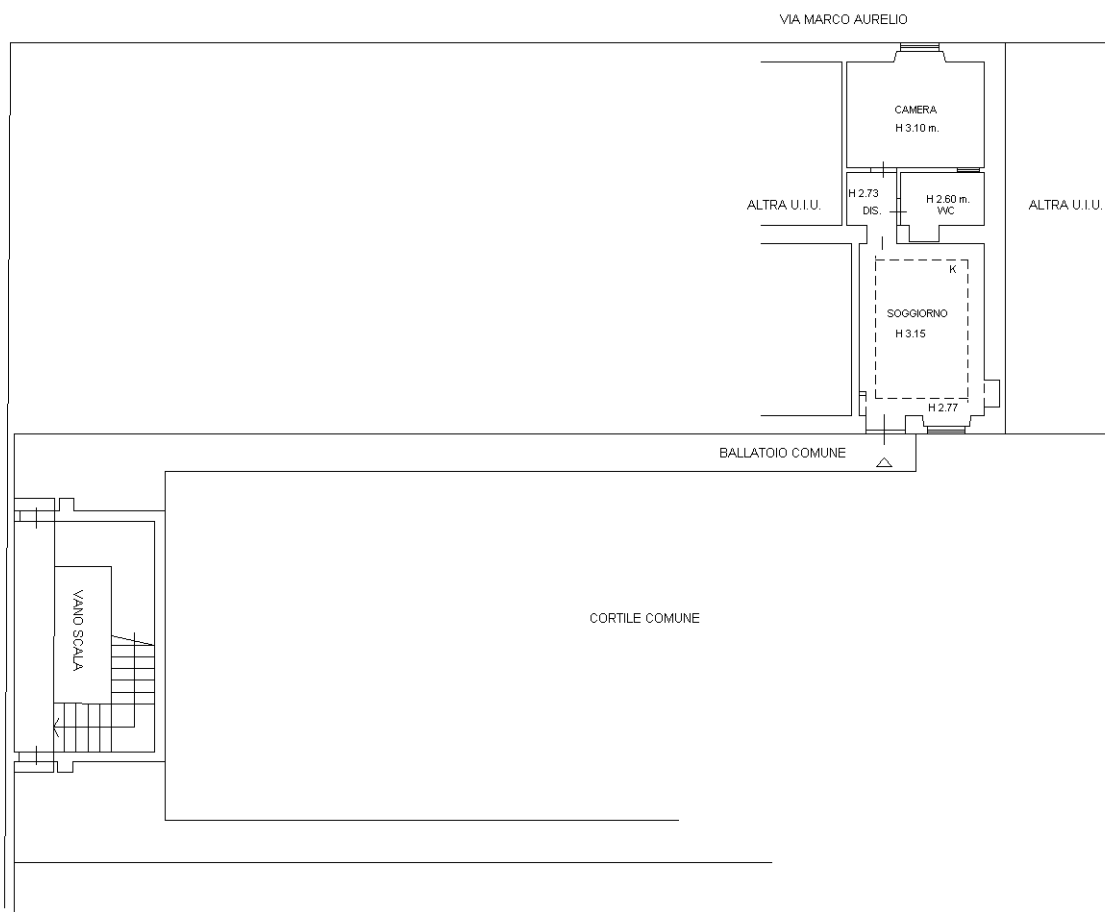 VIA MARCO AURELIO
CAMERA
H 3.10 m.
H 2.73
DIS.
H 2.60 m.
WC
ALTRA U.I.U.
ALTRA U.I.U.
K
SOGGIORNO
H 3.15
H 2.77
BALLATOIO COMUNE
VANO SCALA
CORTILE COMUNE